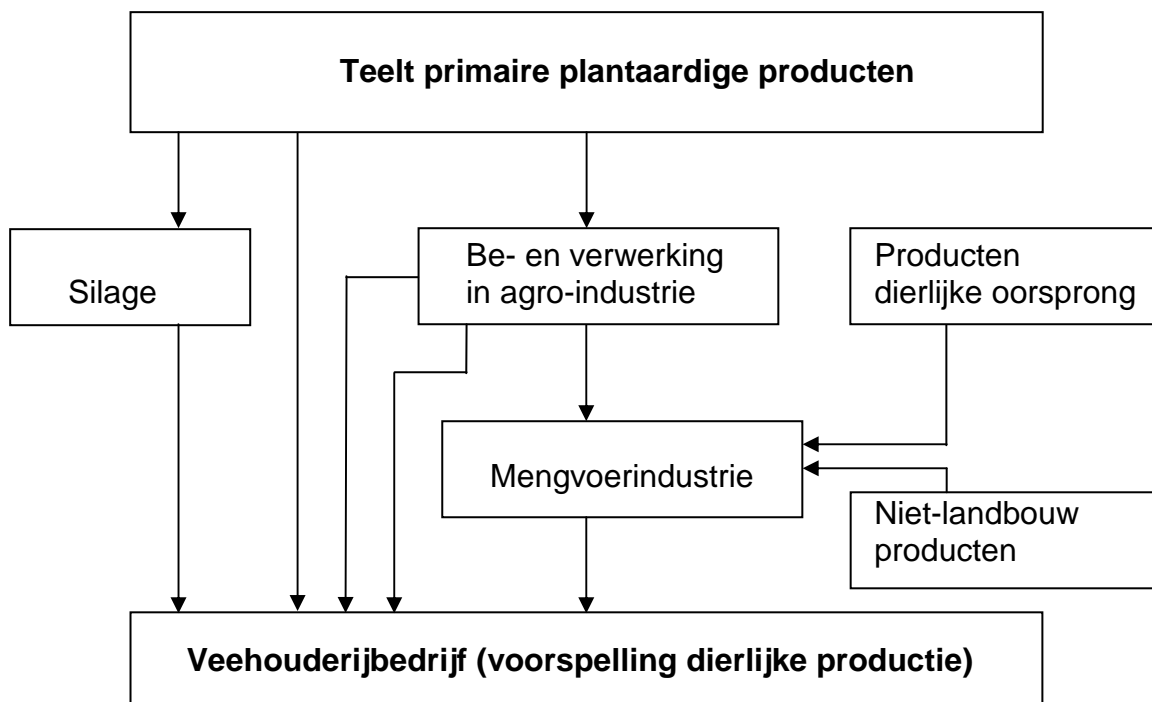 Teelt primaire plantaardige producten
Silage
Be- en verwerking
in agro-industrie
Producten
dierlijke oorsprong
Mengvoerindustrie
Niet-landbouw
producten
Veehouderijbedrijf (voorspelling dierlijke productie)